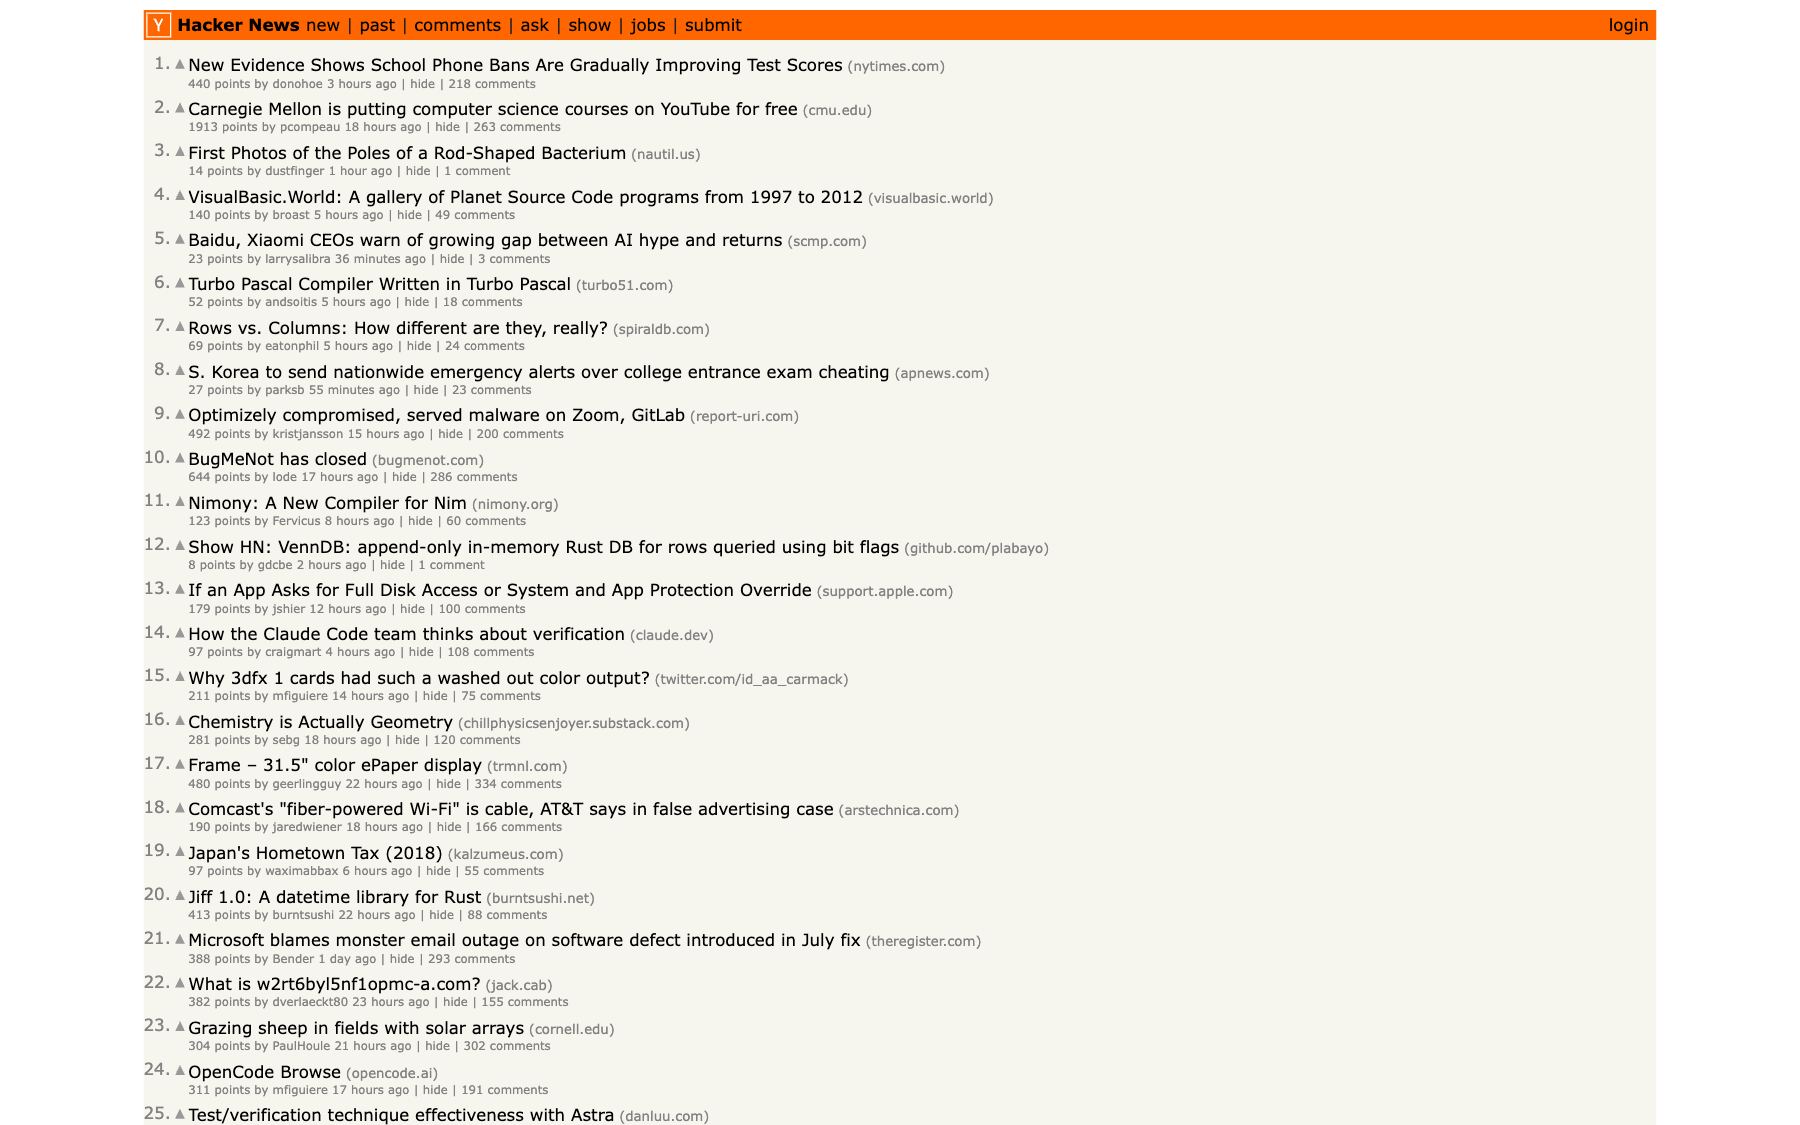 Y Hacker News new | past | comments | ask | show | jobs | submit login
1. ▲ New Evidence Shows School Phone Bans Are Gradually Improving Test Scores (nytimes.com)
440 points by donohoe 3 hours ago | hide | 218 comments
2. ▲ Carnegie Mellon is putting computer science courses on YouTube for free (cmu.edu)
1913 points by pcompeau 18 hours ago | hide | 263 comments
3. ▲ First Photos of the Poles of a Rod-Shaped Bacterium (nautil.us)
14 points by dustfinger 1 hour ago | hide | 1 comment
4. ▲ VisualBasic.World: A gallery of Planet Source Code programs from 1997 to 2012 (visualbasic.world)
140 points by broast 5 hours ago | hide | 49 comments
5. ▲ Baidu, Xiaomi CEOs warn of growing gap between AI hype and returns (scmp.com)
23 points by larrysalibra 36 minutes ago | hide | 3 comments
6. ▲ Turbo Pascal Compiler Written in Turbo Pascal (turbo51.com)
52 points by andsoitis 5 hours ago | hide | 18 comments
7. ▲ Rows vs. Columns: How different are they, really? (spiraldb.com)
69 points by eatonphil 5 hours ago | hide | 24 comments
8. ▲ S. Korea to send nationwide emergency alerts over college entrance exam cheating (apnews.com)
27 points by parksb 55 minutes ago | hide | 23 comments
9. ▲ Optimizely compromised, served malware on Zoom, GitLab (report-uri.com)
492 points by kristjansson 15 hours ago | hide | 200 comments
10. ▲ BugMeNot has closed (bugmenot.com)
644 points by lode 17 hours ago | hide | 286 comments
11. ▲ Nimony: A New Compiler for Nim (nimony.org)
123 points by Fervicus 8 hours ago | hide | 60 comments
12. ▲ Show HN: VennDB: append-only in-memory Rust DB for rows queried using bit flags (github.com/plabayo)
8 points by gdcbe 2 hours ago | hide | 1 comment
13. ▲ If an App Asks for Full Disk Access or System and App Protection Override (support.apple.com)
179 points by jshier 12 hours ago | hide | 100 comments
14. ▲ How the Claude Code team thinks about verification (claude.dev)
97 points by craigmart 4 hours ago | hide | 108 comments
15. ▲ Why 3dfx 1 cards had such a washed out color output? (twitter.com/id_aa_carmack)
211 points by mfiguiere 14 hours ago | hide | 75 comments
16. ▲ Chemistry is Actually Geometry (chillphysicsenjoyer.substack.com)
281 points by sebg 18 hours ago | hide | 120 comments
17. ▲ Frame – 31.5" color ePaper display (trmnl.com)
480 points by geerlingguy 22 hours ago | hide | 334 comments
18. ▲ Comcast's "fiber-powered Wi-Fi" is cable, AT&T says in false advertising case (arstechnica.com)
190 points by jaredwiener 18 hours ago | hide | 166 comments
19. ▲ Japan's Hometown Tax (2018) (kalzumeus.com)
97 points by waximabbax 6 hours ago | hide | 55 comments
20. ▲ Jiff 1.0: A datetime library for Rust (burntsushi.net)
413 points by burntsushi 22 hours ago | hide | 88 comments
21. ▲ Microsoft blames monster email outage on software defect introduced in July fix (theregister.com)
388 points by Bender 1 day ago | hide | 293 comments
22. ▲ What is w2rt6byl5nf1opmc-a.com? (jack.cab)
382 points by dverlaeckt80 23 hours ago | hide | 155 comments
23. ▲ Grazing sheep in fields with solar arrays (cornell.edu)
304 points by PaulHoule 21 hours ago | hide | 302 comments
24. ▲ OpenCode Browse (opencode.ai)
311 points by mfiguiere 17 hours ago | hide | 191 comments
25. ▲ Test/verification technique effectiveness with Astra (danluu.com)